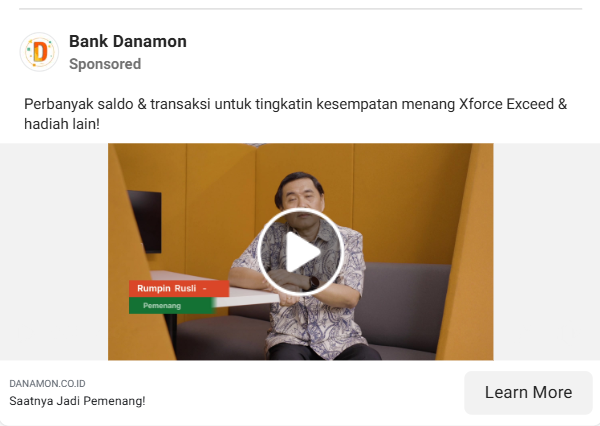 Bank Danamon
Sponsored
Perbanyak saldo & transaksi untuk tingkatin kesempatan menang Xforce Exceed &
hadiah lain!
Rumpin Rusli -
Pemenang
DANAMON.CO.ID
Saatnya Jadi Pemenang!
Learn More